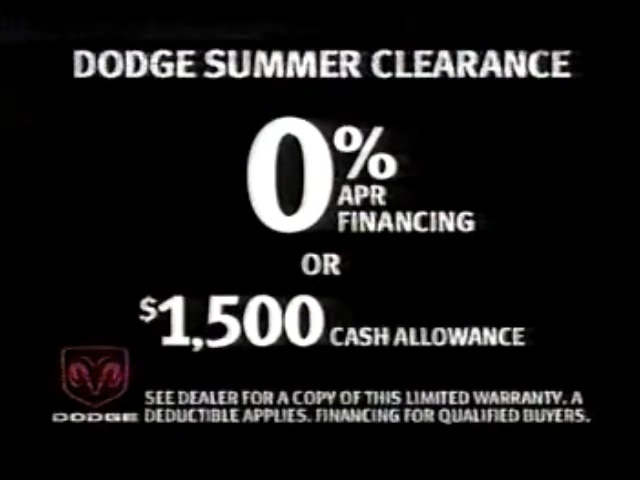 DODGE SUMMER CLEARANCE
0%
APR
FINANCING
OR
$1,500 CASH ALLOWANCE
SEE DEALER FOR A COPY OF THIS LIMITED WARRANTY. A
DEDUCTIBLE APPLIES. FINANCING FOR QUALIFIED BUYERS.
DODGE